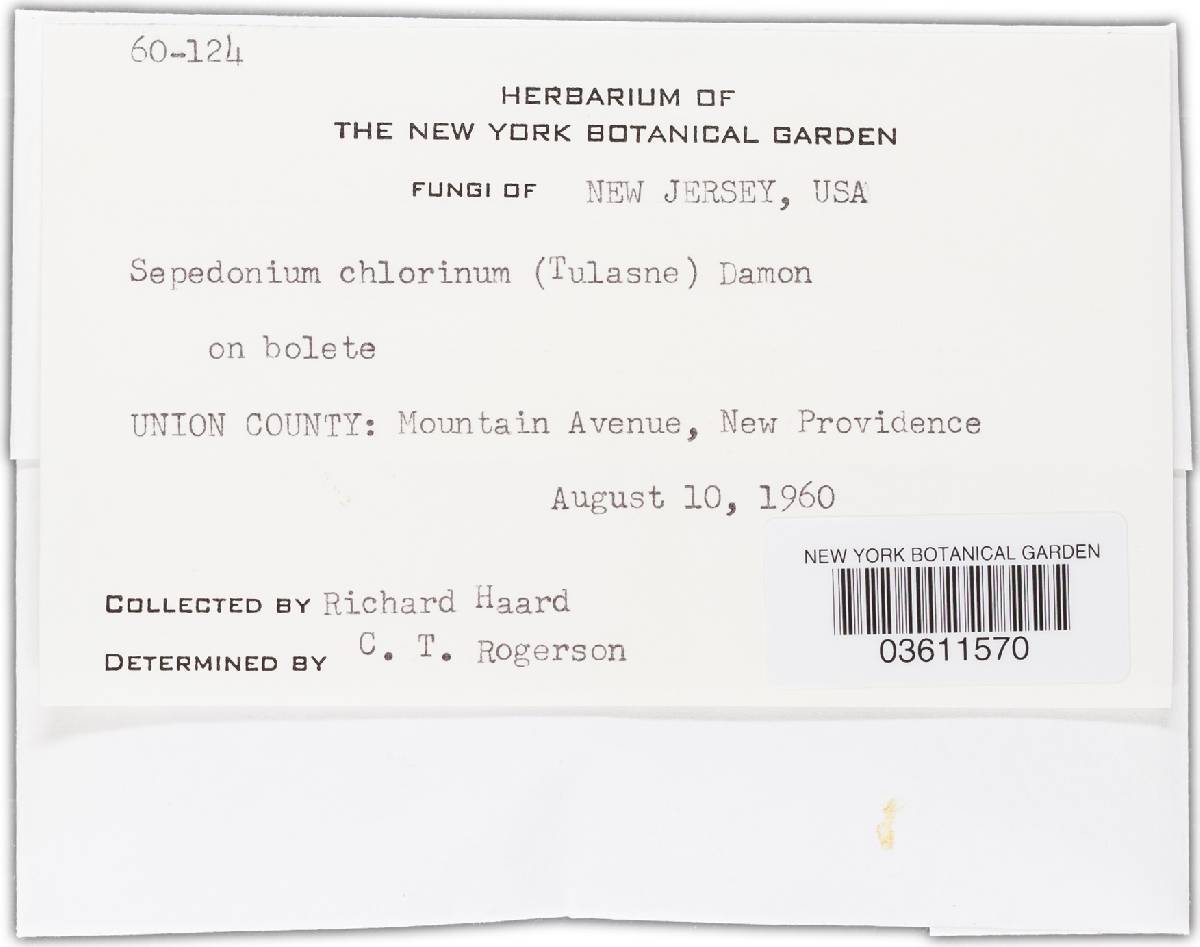 60-124
HERBARIUM OF
THE NEW YORK BOTANICAL GARDEN
FUNGI OF NEW JERSEY, USA
Sepedonium chlorinum (Tulasne) Damon
on bolete
UNION COUNTY: Mountain Avenue, New Providence
August 10, 1960
COLLECTED BY Richard Haard
DETERMINED BY C. T. Rogerson
NEW YORK BOTANICAL GARDEN
03611570